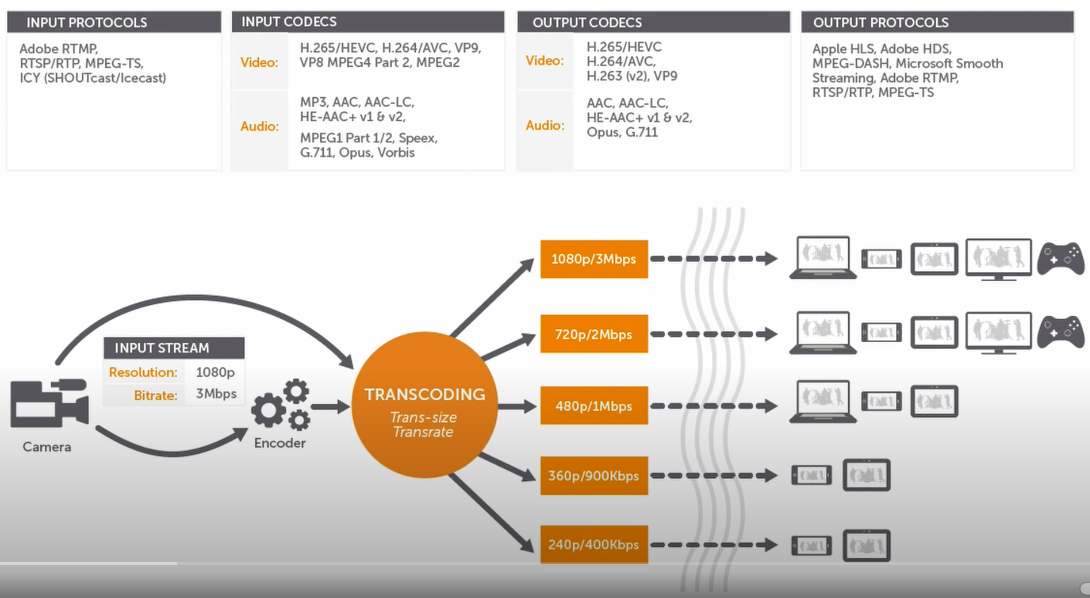 INPUT PROTOCOLS
Adobe RTMP,
RTSP/RTP, MPEG-TS,
ICY (SHOUTcast/Icecast)
INPUT CODECS
Video:
H.265/HEVC, H.264/AVC, VP9,
VP8 MPEG4 Part 2, MPEG2
Audio:
MP3, AAC, AAC-LC,
HE-AAC+ v1 & v2,
MPEG1 Part 1/2, Speex,
G.711, Opus, Vorbis
OUTPUT CODECS
Video:
H.265/HEVC
H.264/AVC,
H.263 (v2), VP9
Audio:
AAC, AAC-LC,
HE-AAC+ v1 & v2,
Opus, G.711
OUTPUT PROTOCOLS
Apple HLS, Adobe HDS,
MPEG-DASH, Microsoft Smooth
Streaming, Adobe RTMP,
RTSP/RTP, MPEG-TS
INPUT STREAM
Resolution: 1080p
Bitrate: 3Mbps
Camera
Encoder
TRANSCODING
Trans-size
Transrate
1080p/3Mbps
720p/2Mbps
480p/1Mbps
360p/900Kbps
240p/400Kbps